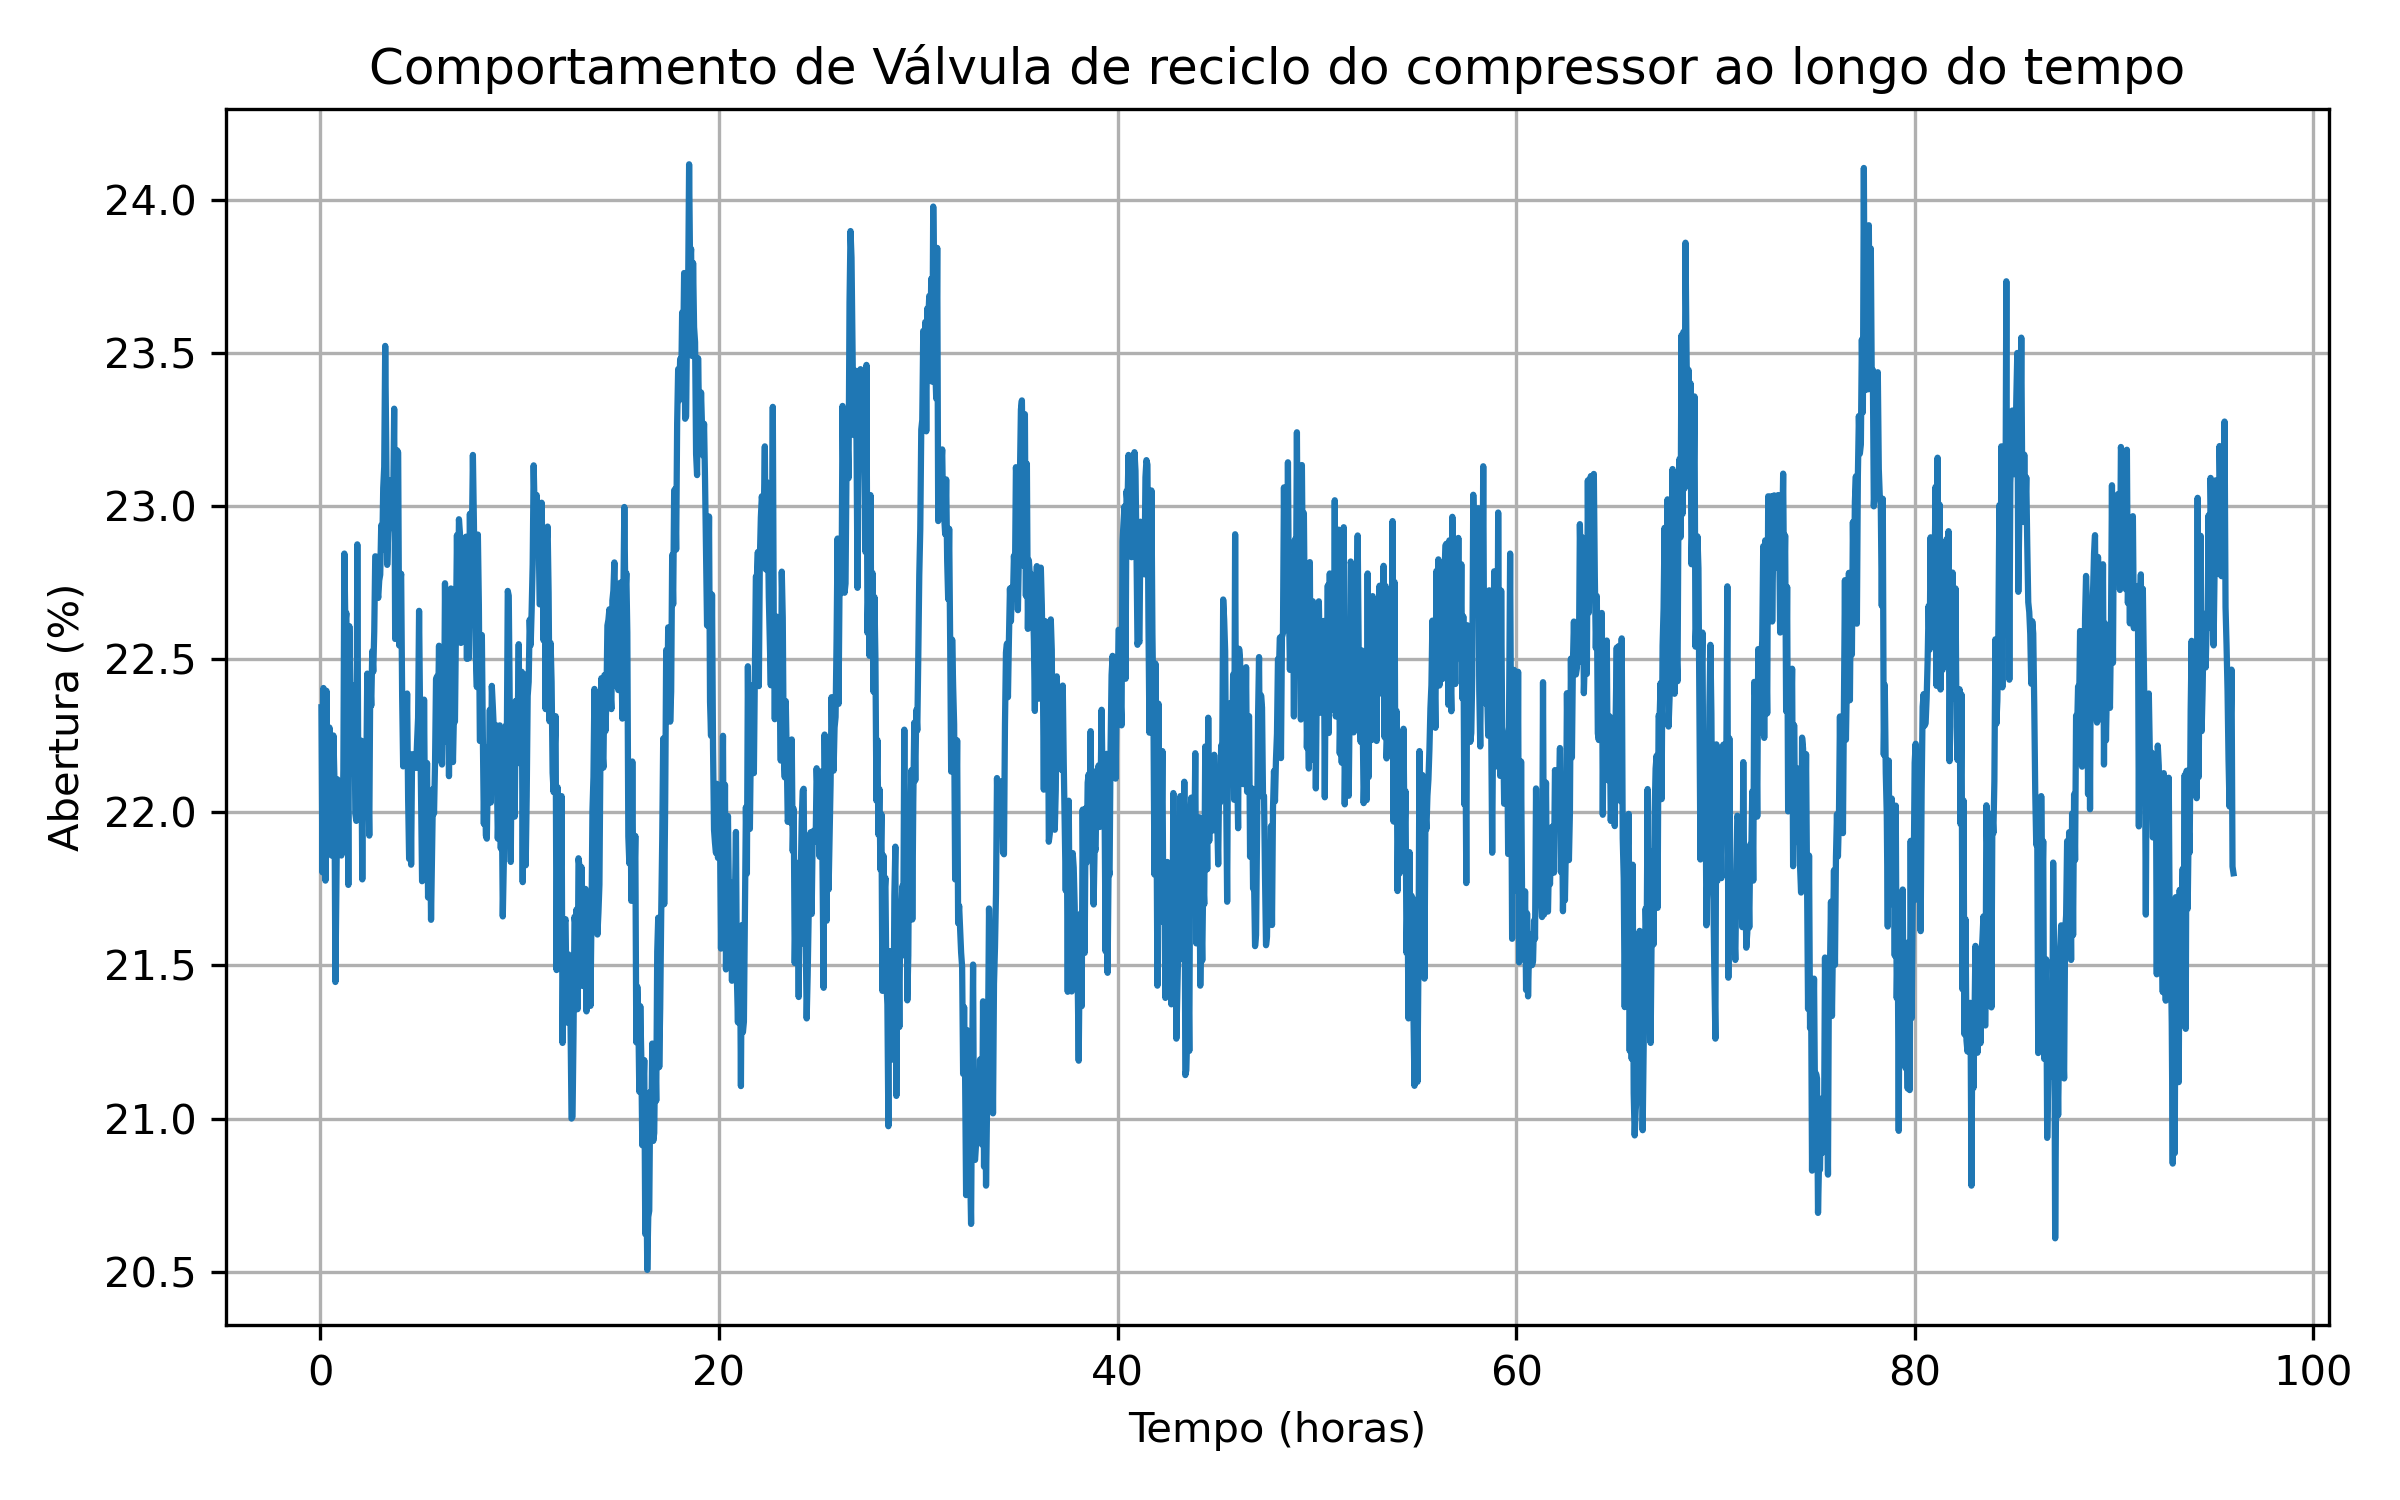 Comportamento de Válvula de reciclo do compressor ao longo do tempo
Abertura (%)
24.0
23.5
23.0
22.5
22.0
21.5
21.0
20.5
0 20 40 60 80 100
Tempo (horas)